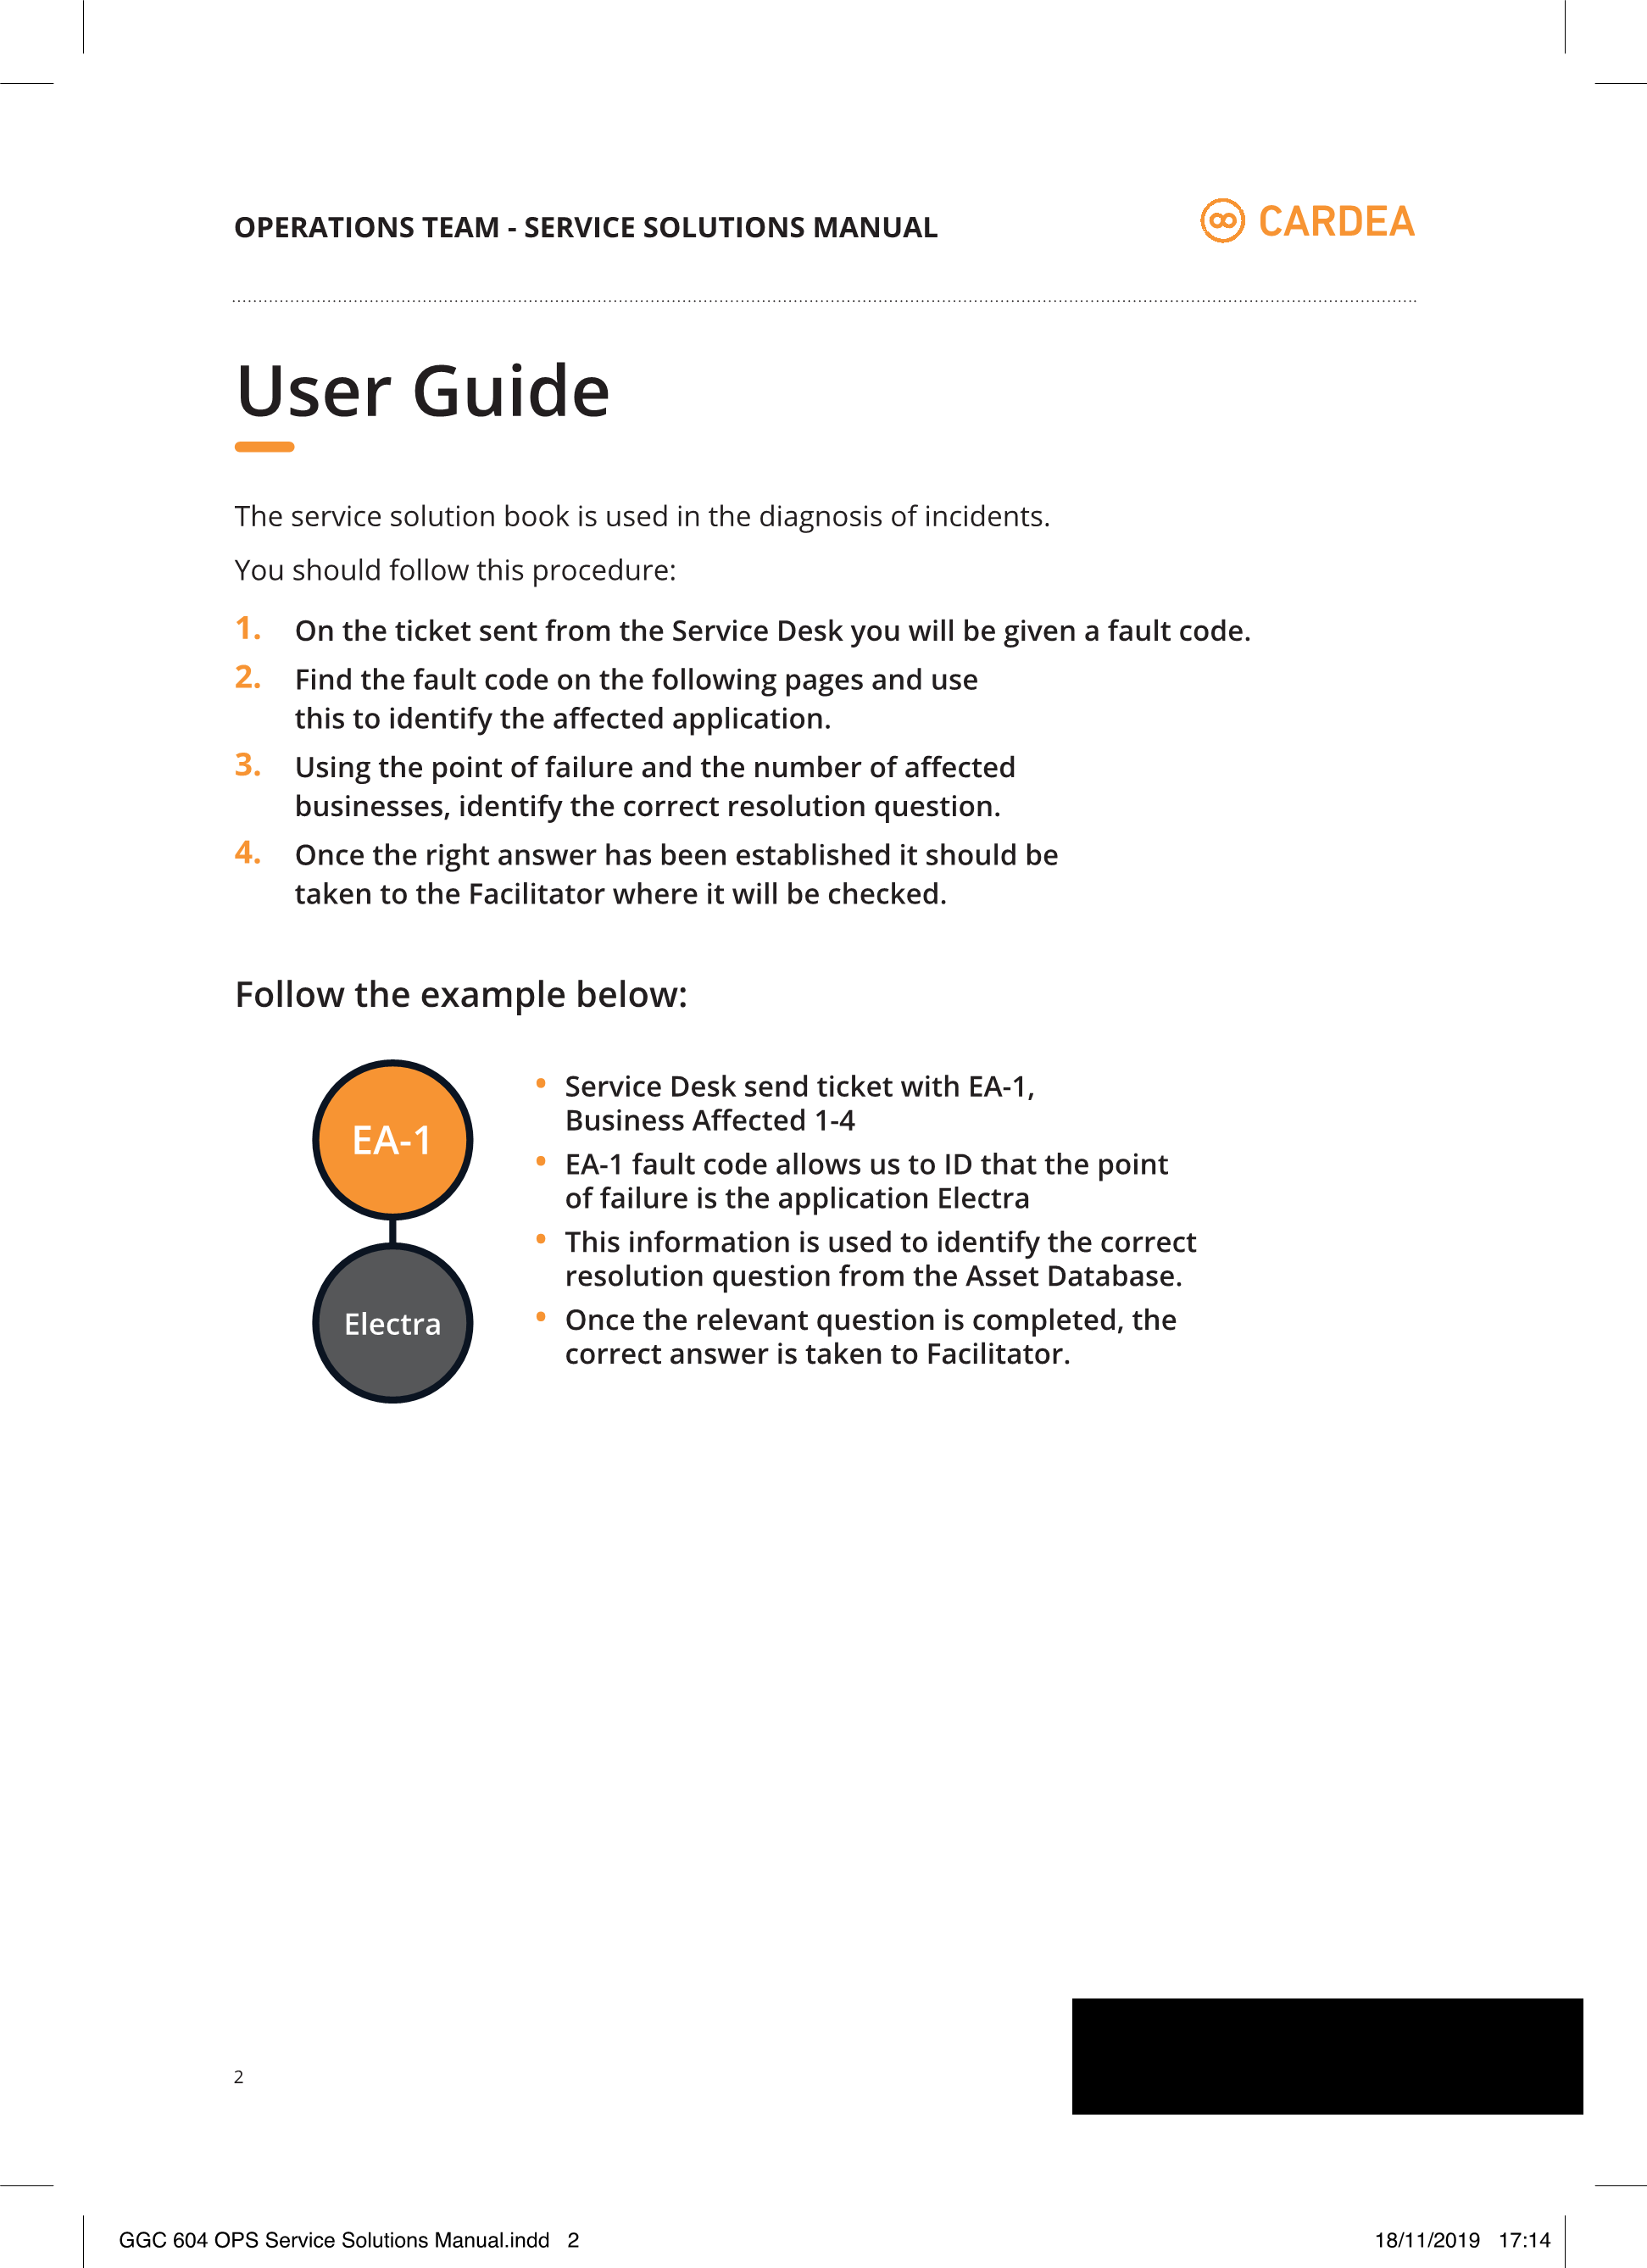 OPERATIONS TEAM - SERVICE SOLUTIONS MANUAL
CARDEA
User Guide
The service solution book is used in the diagnosis of incidents.
You should follow this procedure:
1. On the ticket sent from the Service Desk you will be given a fault code.
2. Find the fault code on the following pages and use
this to identify the affected application.
3. Using the point of failure and the number of affected
businesses, identify the correct resolution question.
4. Once the right answer has been established it should be
taken to the Facilitator where it will be checked.
Follow the example below:
EA-1
Electra
• Service Desk send ticket with EA-1,
Business Affected 1-4
• EA-1 fault code allows us to ID that the point
of failure is the application Electra
• This information is used to identify the correct
resolution question from the Asset Database.
• Once the relevant question is completed, the
correct answer is taken to Facilitator.
2
GGC 604 OPS Service Solutions Manual.indd 2
18/11/2019 17:14